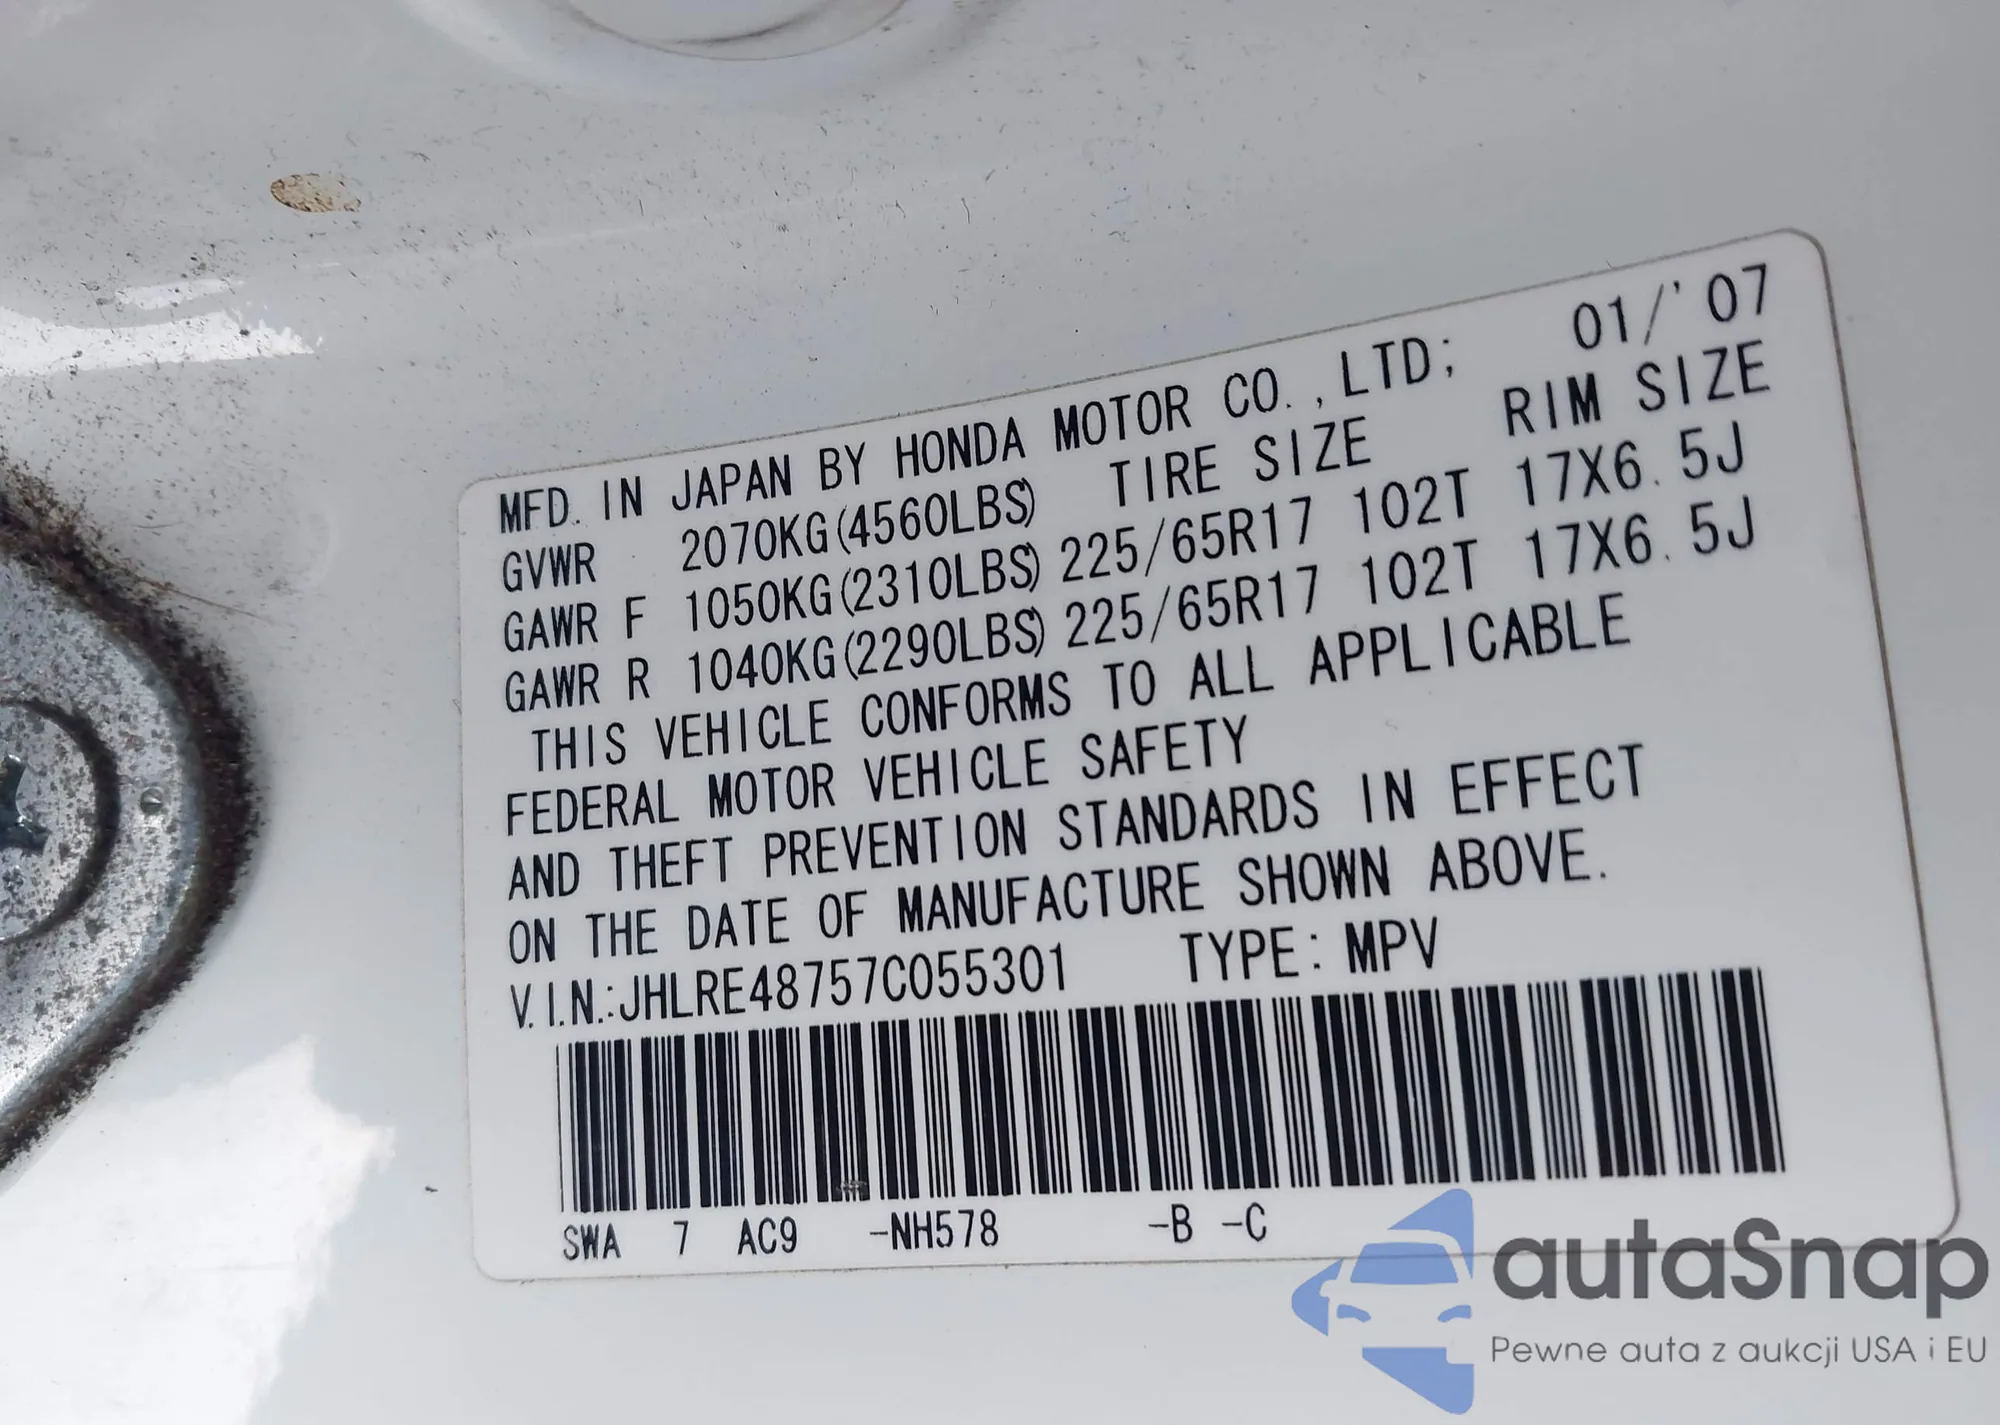 MFD. IN JAPAN BY HONDA MOTOR CO.,LTD; 01/'07
GVWR 2070KG(4560LBS) TIRE SIZE RIM SIZE
GAWR F 1050KG(2310LBS) 225/65R17 102T 17X6.5J
GAWR R 1040KG(2290LBS) 225/65R17 102T 17X6.5J
THIS VEHICLE CONFORMS TO ALL APPLICABLE
FEDERAL MOTOR VEHICLE SAFETY
AND THEFT PREVENTION STANDARDS IN EFFECT
ON THE DATE OF MANUFACTURE SHOWN ABOVE.
V.I.N.:JHLRE48757C055301 TYPE: MPV
SWA 7 AC9 -NH578 -B -C
autaSnap
Pewne auta z aukcji USA i EU